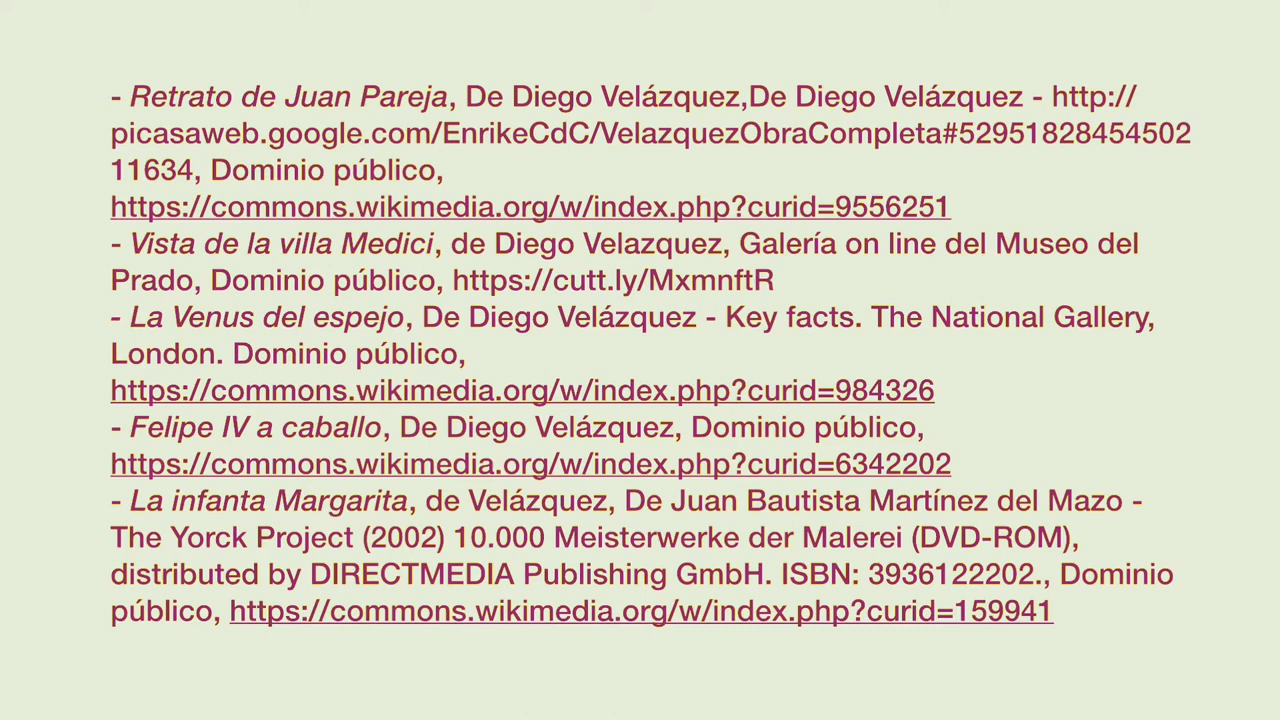 - Retrato de Juan Pareja, De Diego Velázquez,De Diego Velázquez - http://
picasaweb.google.com/EnrikeCdC/VelazquezObraCompleta#52951828454502
11634, Dominio público,
https://commons.wikimedia.org/w/index.php?curid=9556251
- Vista de la villa Medici, de Diego Velazquez, Galería on line del Museo del
Prado, Dominio público, https://cutt.ly/MxmnftR
- La Venus del espejo, De Diego Velázquez - Key facts. The National Gallery,
London. Dominio público,
https://commons.wikimedia.org/w/index.php?curid=984326
- Felipe IV a caballo, De Diego Velázquez, Dominio público,
https://commons.wikimedia.org/w/index.php?curid=6342202
- La infanta Margarita, de Velázquez, De Juan Bautista Martínez del Mazo -
The Yorck Project (2002) 10.000 Meisterwerke der Malerei (DVD-ROM),
distributed by DIRECTMEDIA Publishing GmbH. ISBN: 3936122202., Dominio
público, https://commons.wikimedia.org/w/index.php?curid=159941